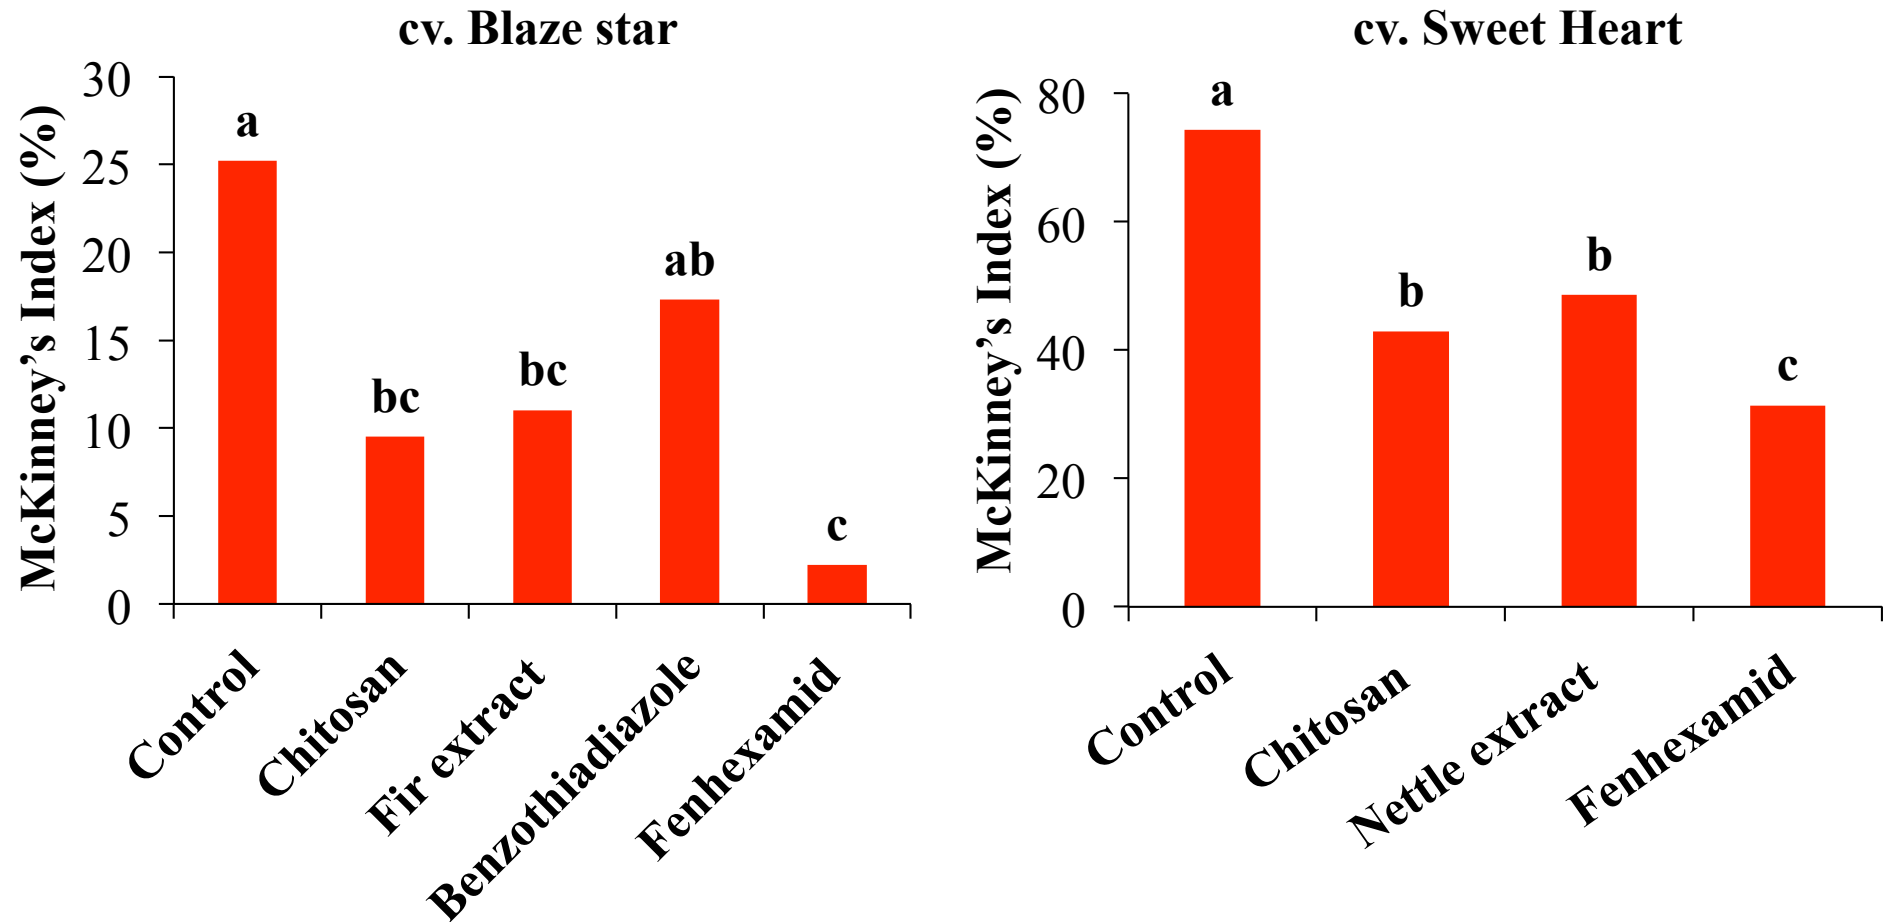 cv. Blaze star
McKinney’s Index (%)
30
25
20
15
10
5
0
a
bc
bc
ab
c
Control
Chitosan
Fir extract
Benzothiadiazole
Fenhexamid
cv. Sweet Heart
McKinney’s Index (%)
80
60
40
20
0
a
b
b
c
Control
Chitosan
Nettle extract
Fenhexamid